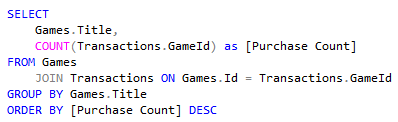 SELECT
Games.Title,
COUNT(Transactions.GameId) as [Purchase Count]
FROM Games
JOIN Transactions ON Games.Id = Transactions.GameId
GROUP BY Games.Title
ORDER BY [Purchase Count] DESC